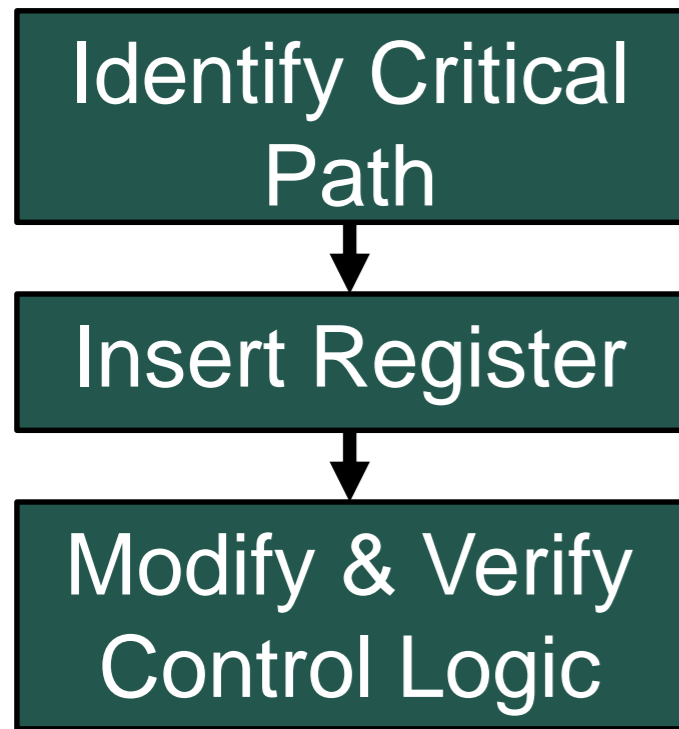 Identify Critical
Path
Insert Register
Modify & Verify
Control Logic